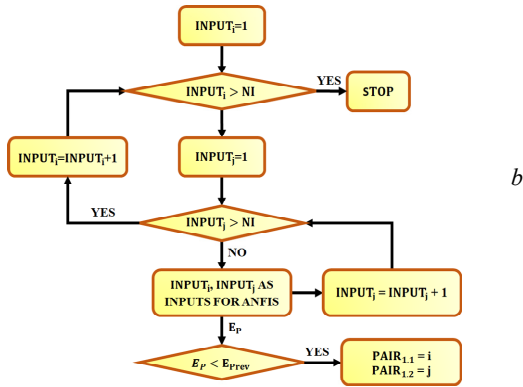 INPUTi=1
INPUTi > NI
YES
STOP
INPUTi=INPUTi+1
INPUTj=1
b
INPUTj > NI
YES
NO
INPUTi, INPUTj AS
INPUTS FOR ANFIS
INPUTj = INPUTj + 1
EP
EP < EPrev
YES
PAIR1.1 = i
PAIR1.2 = j